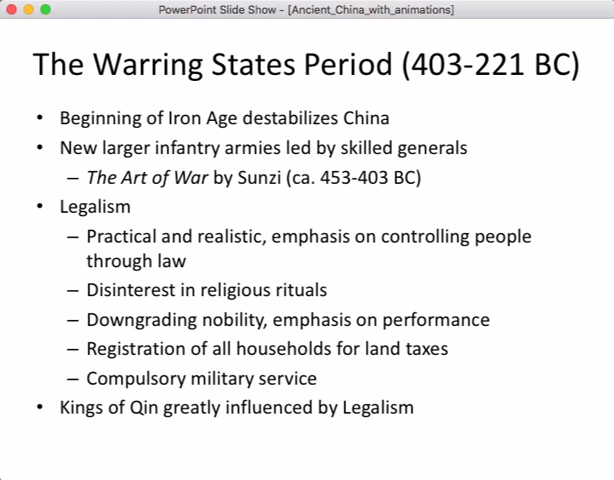 PowerPoint Slide Show - [Ancient_China_with_animations]
The Warring States Period (403-221 BC)
• Beginning of Iron Age destabilizes China
• New larger infantry armies led by skilled generals
– The Art of War by Sunzi (ca. 453-403 BC)
• Legalism
– Practical and realistic, emphasis on controlling people
through law
– Disinterest in religious rituals
– Downgrading nobility, emphasis on performance
– Registration of all households for land taxes
– Compulsory military service
• Kings of Qin greatly influenced by Legalism